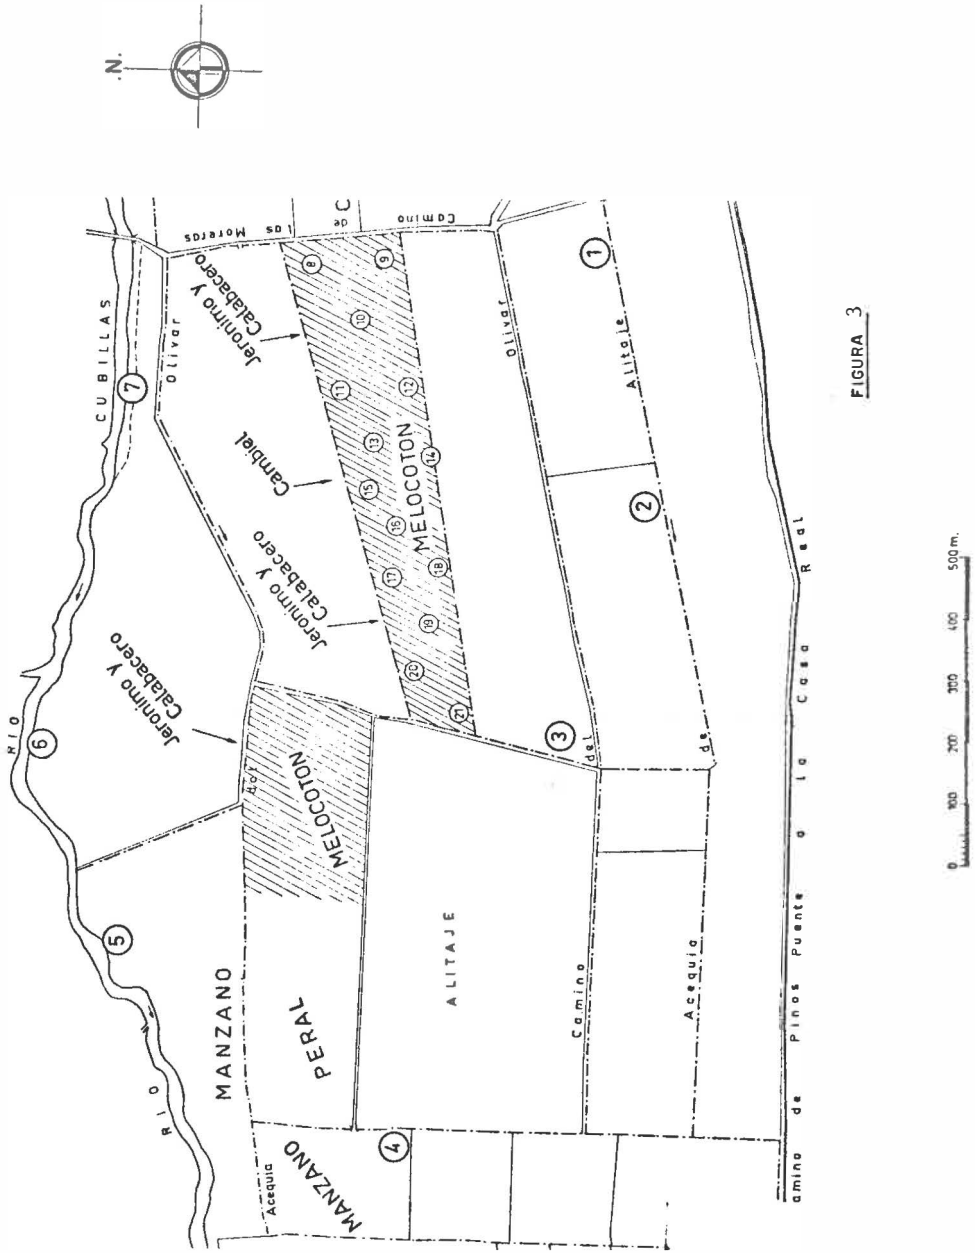 .N.
RIO
CUBILLAS
RIO
7
6
5
Olivar
Jeronimo y
Calabacero
Jeronimo y
Calabacero
Cambiel
Jeronimo y
Calabacero
Camino
de
las
Moreras
C
8
9
10
11
12
13
14
15
16
17
18
19
20
21
MELOCOTON
MELOCOTON
MANZANO
PERAL
MANZANO
Acequia
4
ALITAJE
Camino
del
Olivar
3
Acequia
de
Alitaje
1
2
amino de Pinos Puente a la Casa Real
FIGURA 3
0 100 200 300 400 500 m.